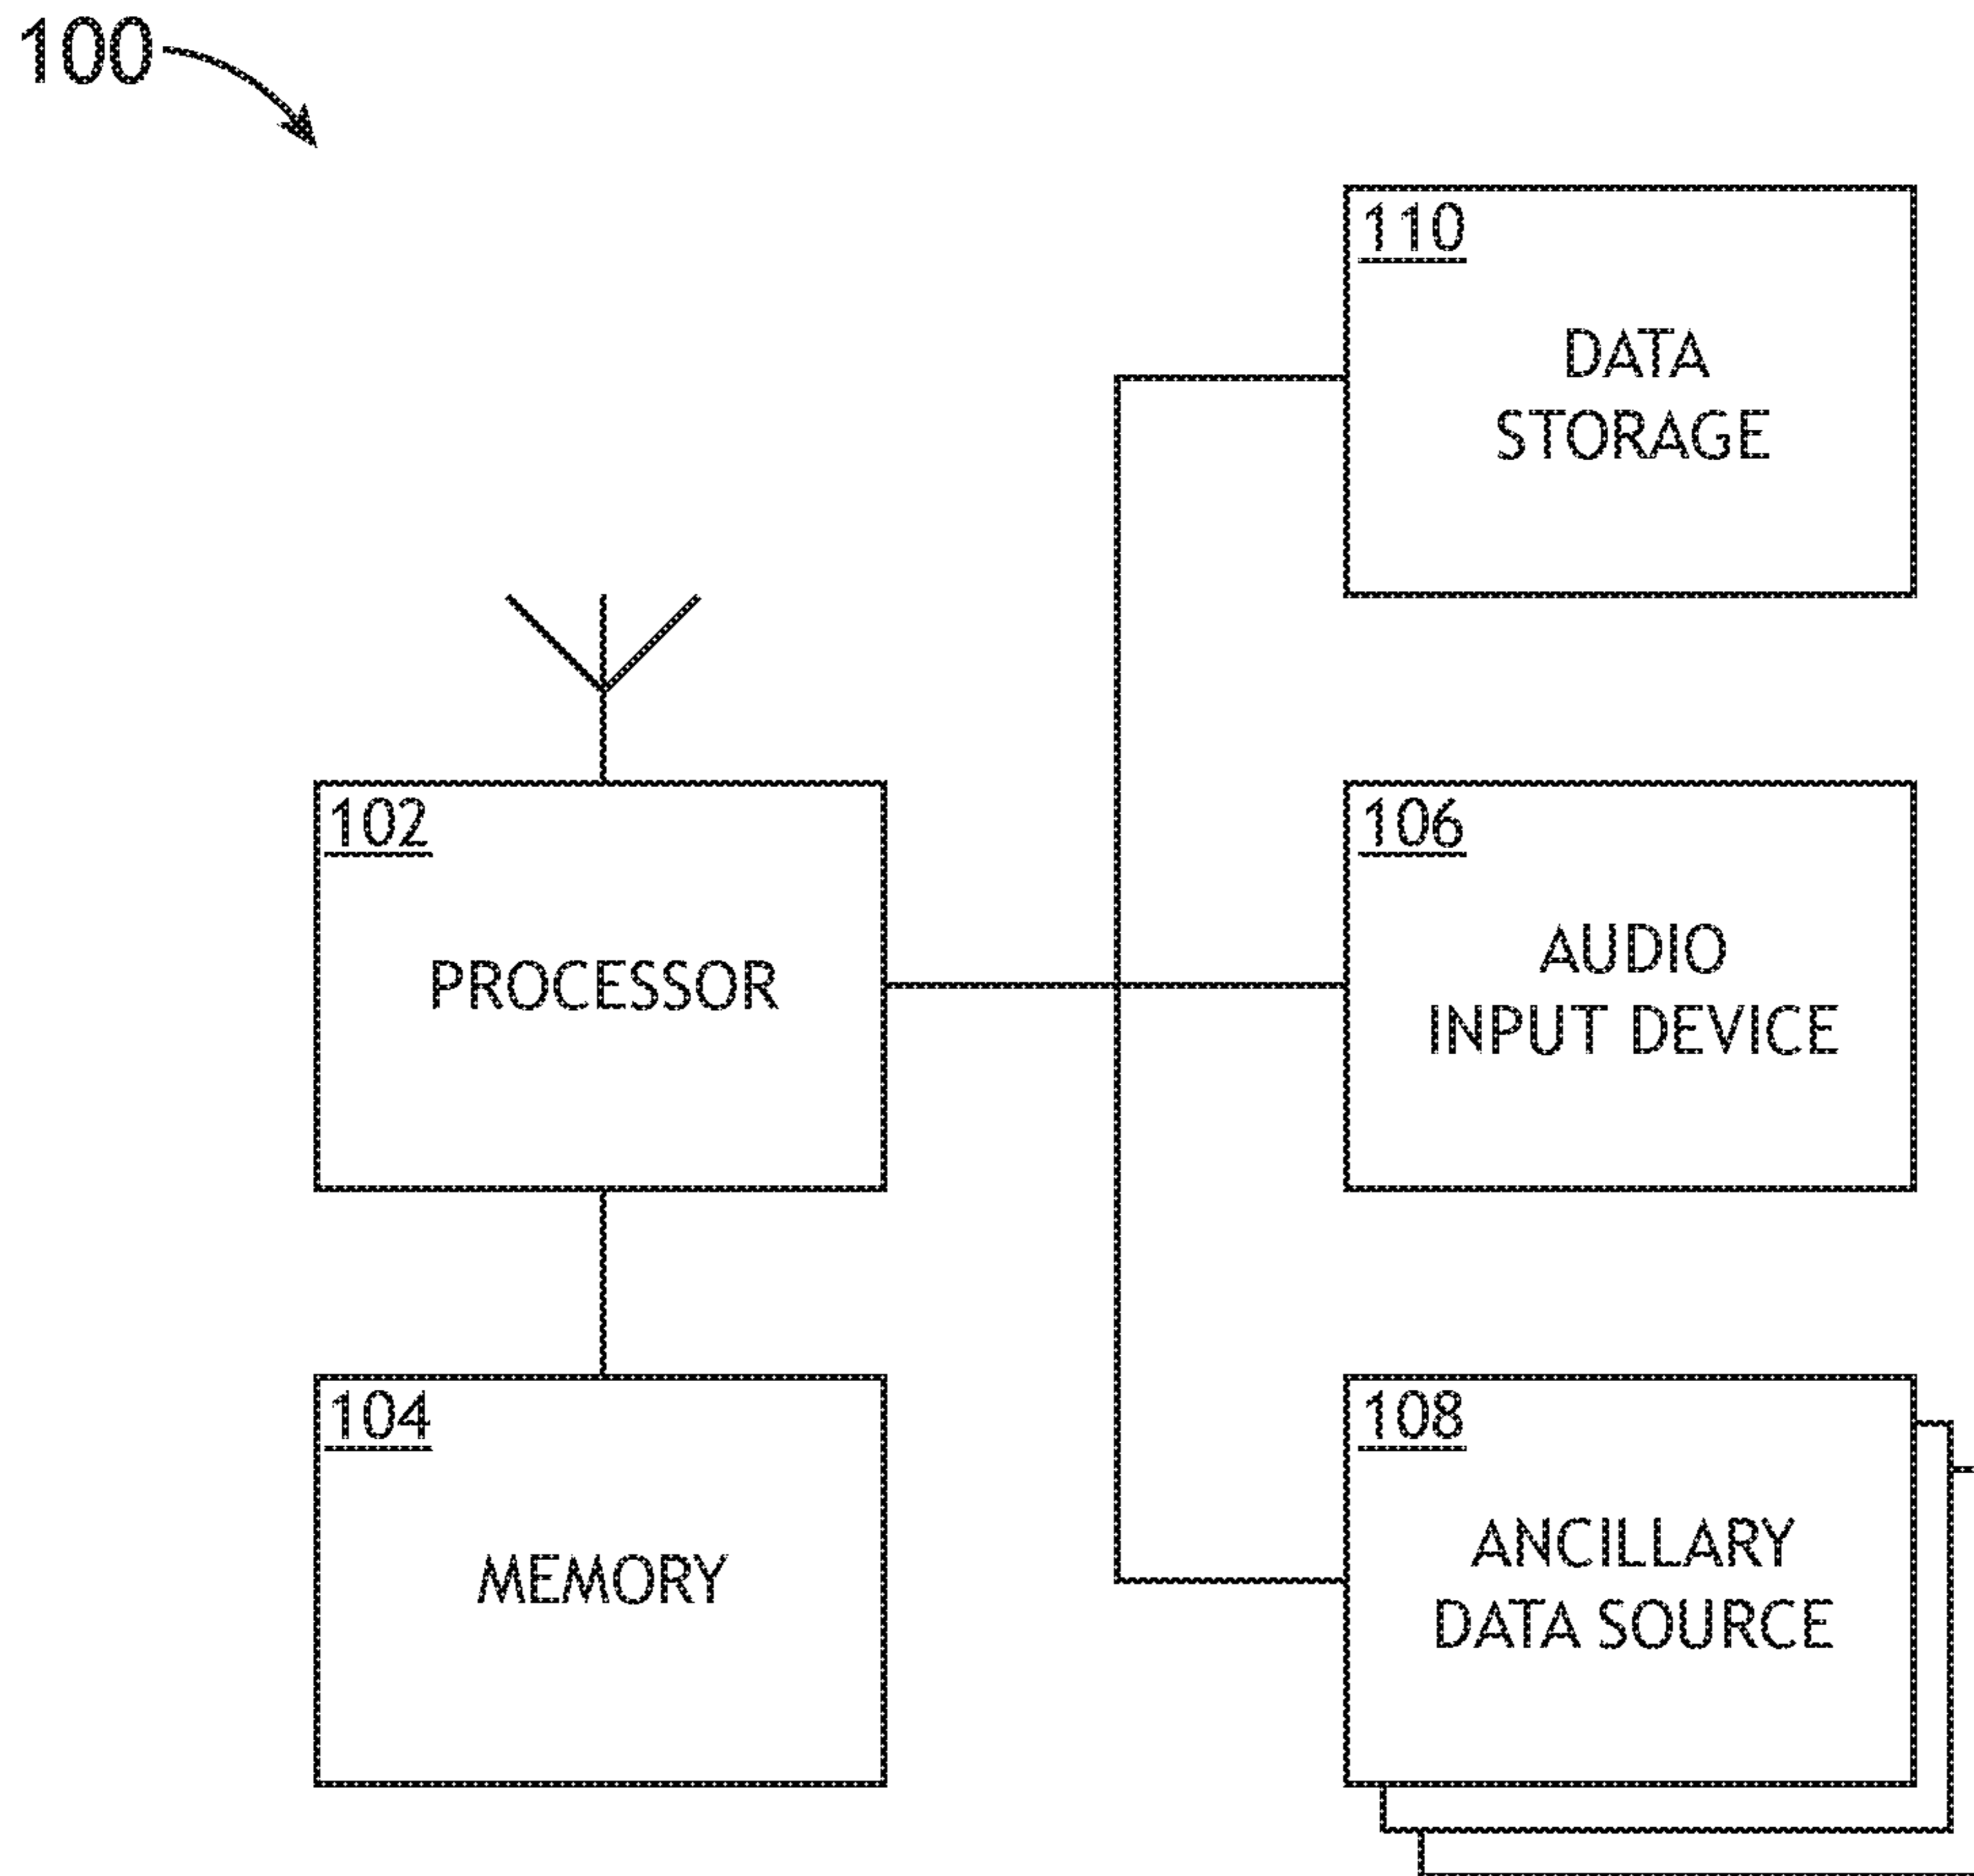 100
110
DATA
STORAGE
102
PROCESSOR
106
AUDIO
INPUT DEVICE
104
MEMORY
108
ANCILLARY
DATA SOURCE